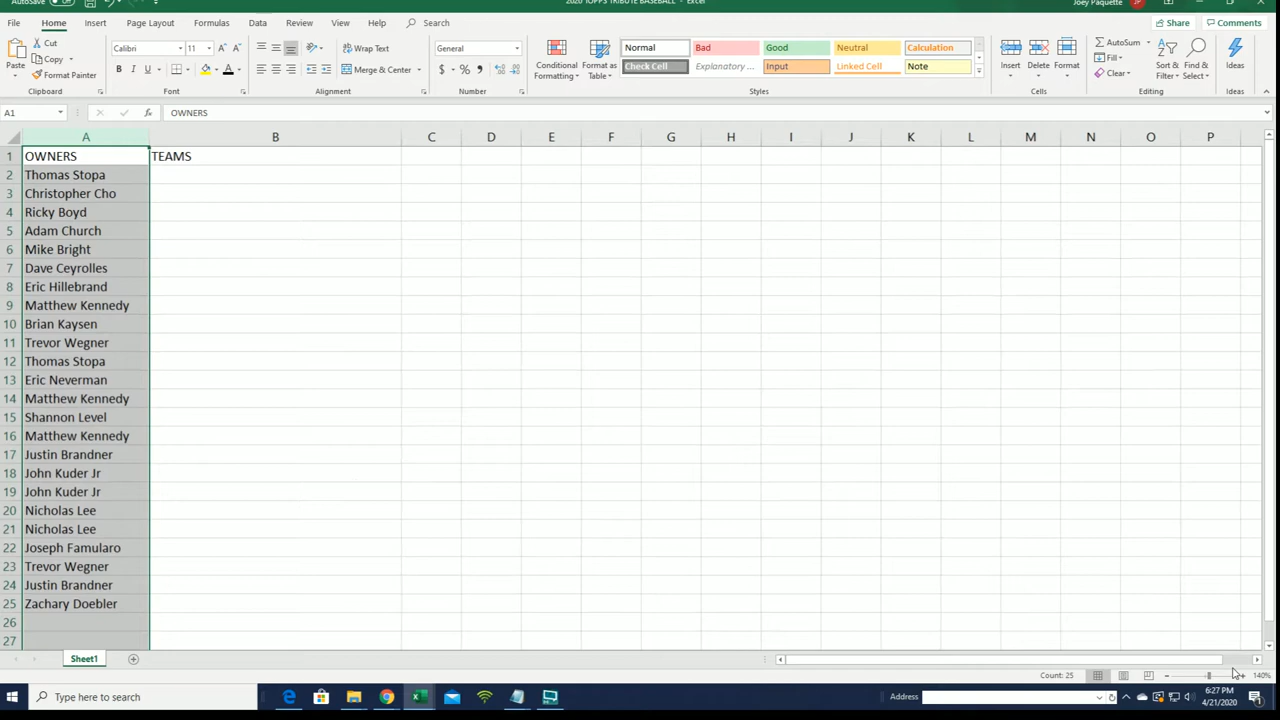 AutoSave Off 2020 TOPPS TRIBUTE BASEBALL - Excel Joey Paquette JP
File Home Insert Page Layout Formulas Data Review View Help Search Share Comments
Paste Cut Copy Format Painter Clipboard
Calibri 11 A A B I U A Font
Wrap Text Merge & Center Alignment
General $ % , Number
Conditional Formatting Format as Table
Normal Bad Good Neutral Calculation
Check Cell Explanatory ... Input Linked Cell Note
Styles
Insert Delete Format Cells
AutoSum Fill Clear Sort & Filter Find & Select Editing
Ideas Ideas
A1 fx OWNERS
A B C D E F G H I J K L M N O P
1 OWNERS TEAMS
2 Thomas Stopa
3 Christopher Cho
4 Ricky Boyd
5 Adam Church
6 Mike Bright
7 Dave Ceyrolles
8 Eric Hillebrand
9 Matthew Kennedy
10 Brian Kaysen
11 Trevor Wegner
12 Thomas Stopa
13 Eric Neverman
14 Matthew Kennedy
15 Shannon Level
16 Matthew Kennedy
17 Justin Brandner
18 John Kuder Jr
19 John Kuder Jr
20 Nicholas Lee
21 Nicholas Lee
22 Joseph Famularo
23 Trevor Wegner
24 Justin Brandner
25 Zachary Doebler
26
27
Sheet1
Count: 25 140%
Type here to search Address 6:27 PM
4/21/2020 1